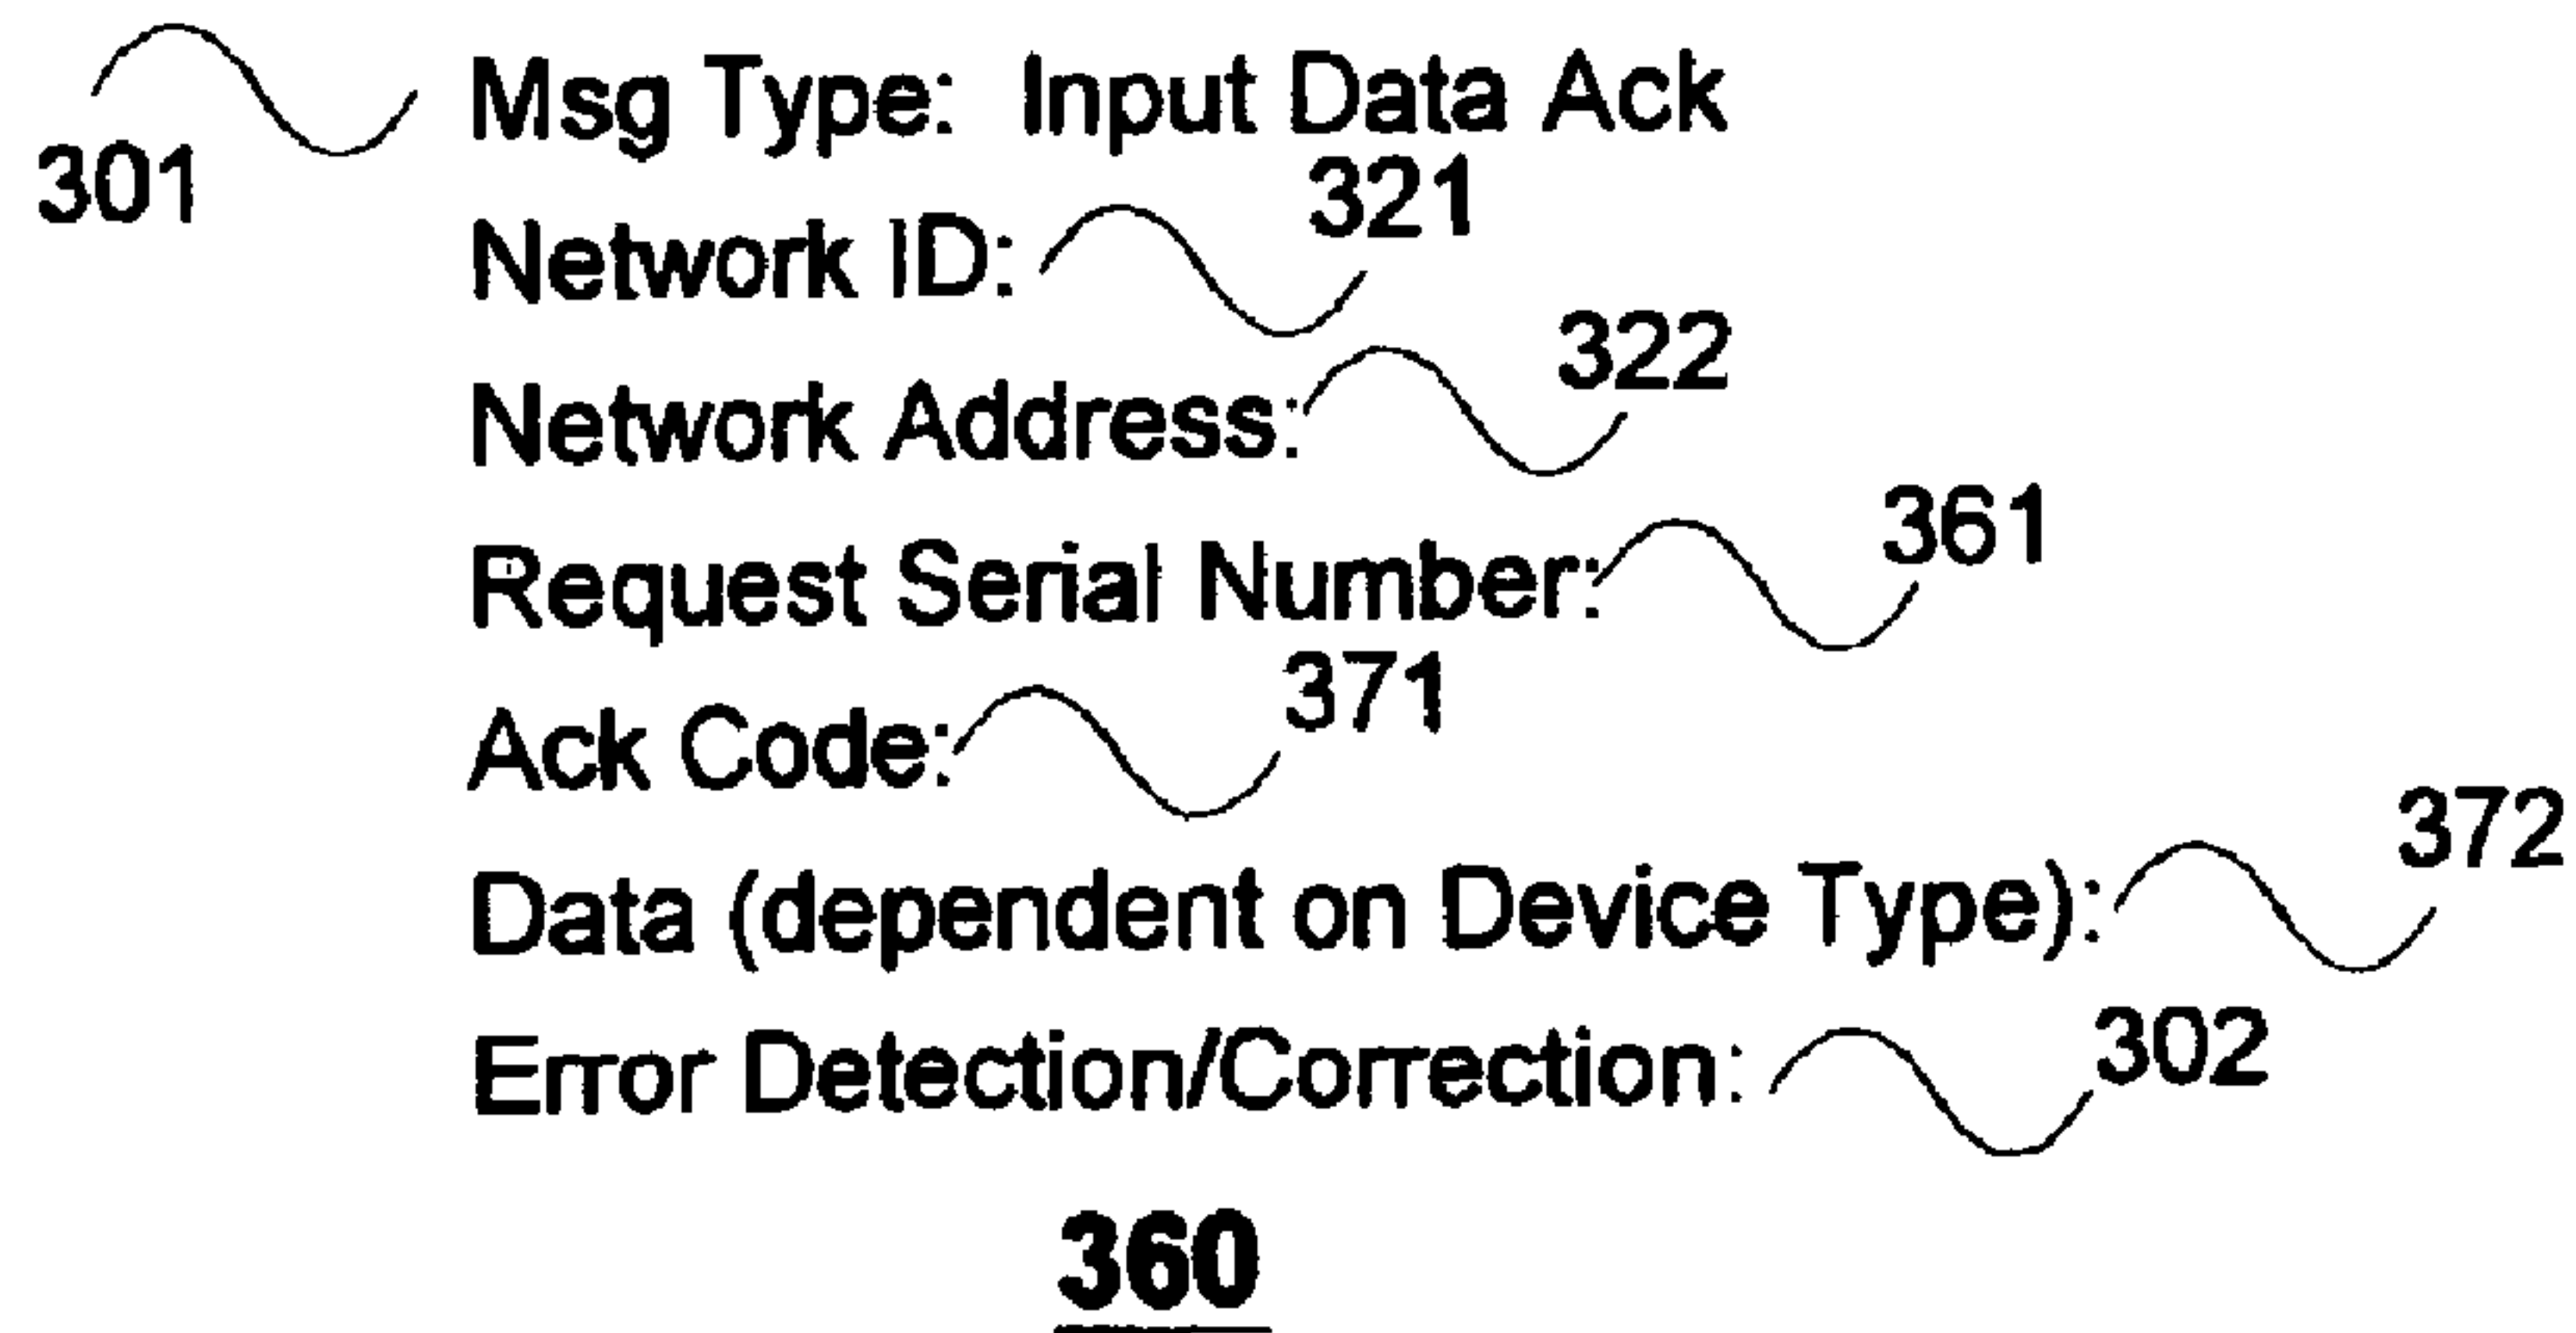 301 Msg Type: Input Data Ack
Network ID: 321
Network Address: 322
Request Serial Number: 361
Ack Code: 371
Data (dependent on Device Type): 372
Error Detection/Correction: 302
360